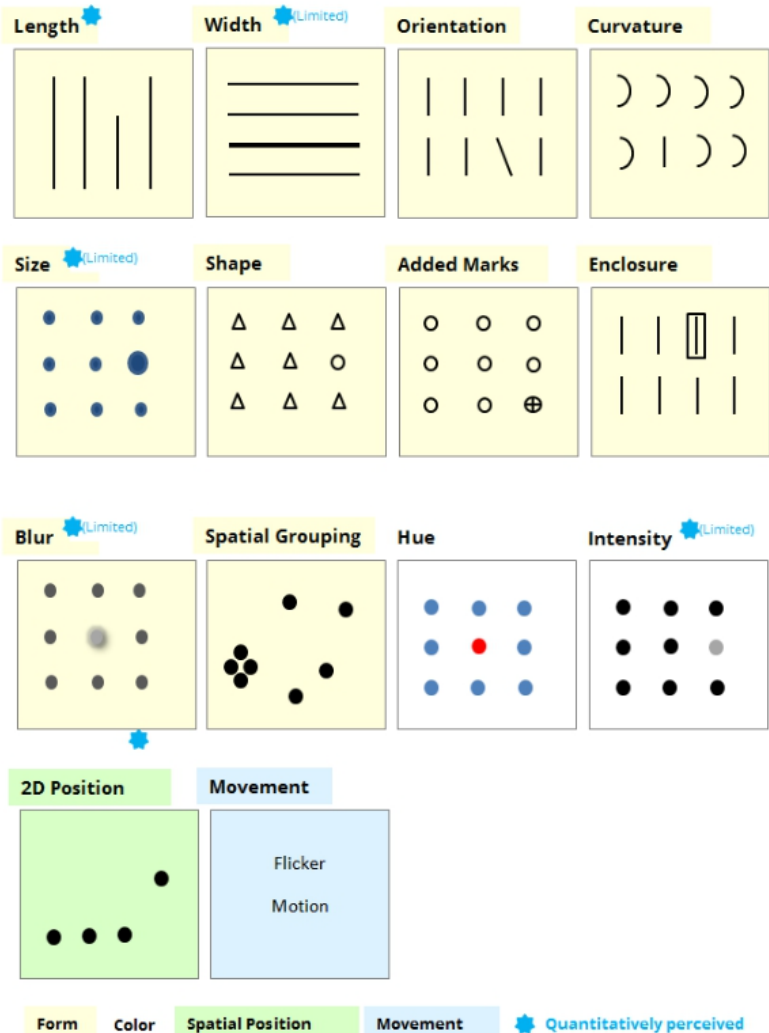 Length
Width (Limited)
Orientation
Curvature
Size (Limited)
Shape
Added Marks
Enclosure
Blur (Limited)
Spatial Grouping
Hue
Intensity (Limited)
2D Position
Movement
Flicker
Motion
Form Color Spatial Position Movement Quantitatively perceived